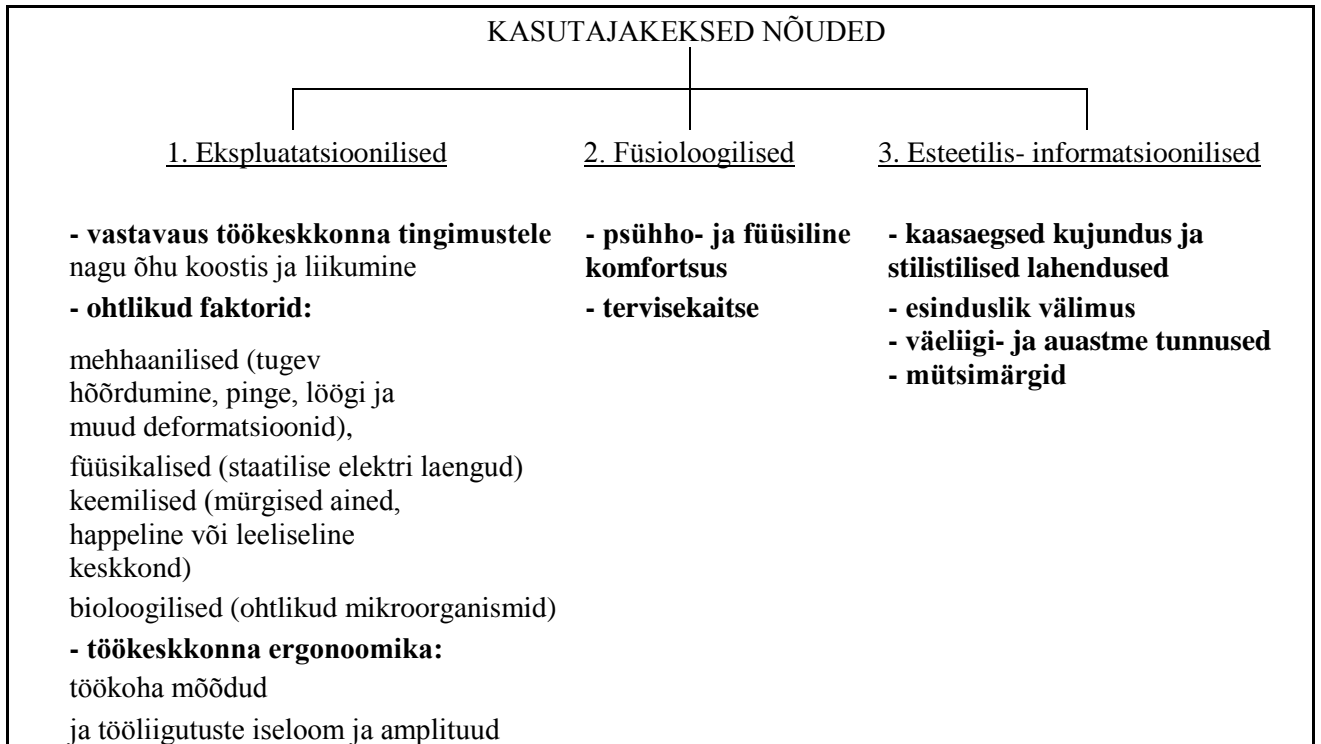 KASUTAJAKEKSED NÕUDED
1. Ekspluatatsioonilised
- vastavaus töökeskkonna tingimustele
nagu õhu koostis ja liikumine
- ohtlikud faktorid:
mehhaanilised (tugev
hõõrdumine, pinge, löögi ja
muud deformatsioonid),
füüsikalised (staatilise elektri laengud)
keemilised (mürgised ained,
happeline või leeliseline
keskkond)
bioloogilised (ohtlikud mikroorganismid)
- töökeskkonna ergonoomika:
töökoha mõõdud
ja tööliigutuste iseloom ja amplituud
2. Füsioloogilised
- psühho- ja füüsiline
komfortsus
- tervisekaitse
3. Esteetilis- informatsioonilised
- kaasaegsed kujundus ja
stilistilised lahendused
- esinduslik välimus
- väeliigi- ja auastme tunnused
- mütsimärgid